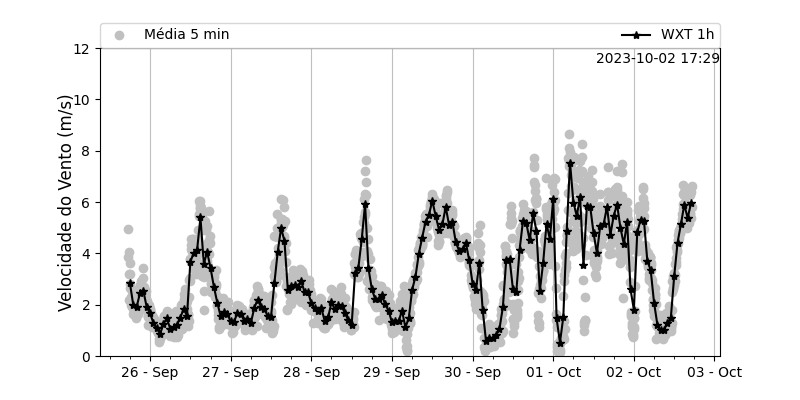 Média 5 min
WXT 1h
2023-10-02 17:29
Velocidade do Vento (m/s)
12
10
8
6
4
2
0
26 - Sep
27 - Sep
28 - Sep
29 - Sep
30 - Sep
01 - Oct
02 - Oct
03 - Oct